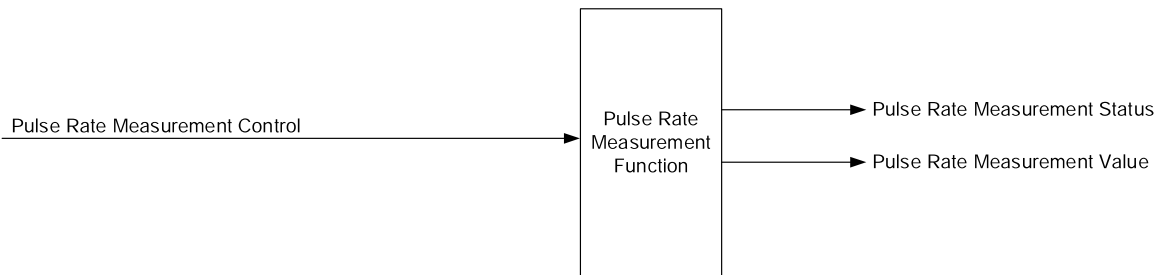 Pulse Rate Measurement Control
Pulse Rate
Measurement
Function
Pulse Rate Measurement Status
Pulse Rate Measurement Value